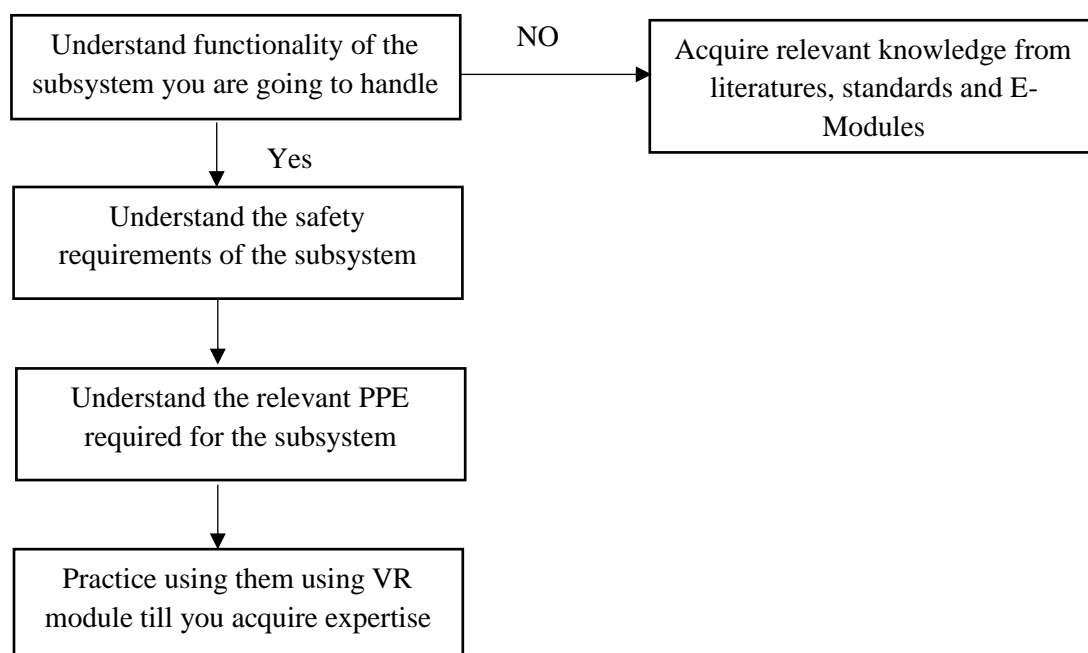 Understand functionality of the
subsystem you are going to handle
NO
Acquire relevant knowledge from
literatures, standards and E-
Modules
Yes
Understand the safety
requirements of the subsystem
Understand the relevant PPE
required for the subsystem
Practice using them using VR
module till you acquire expertise